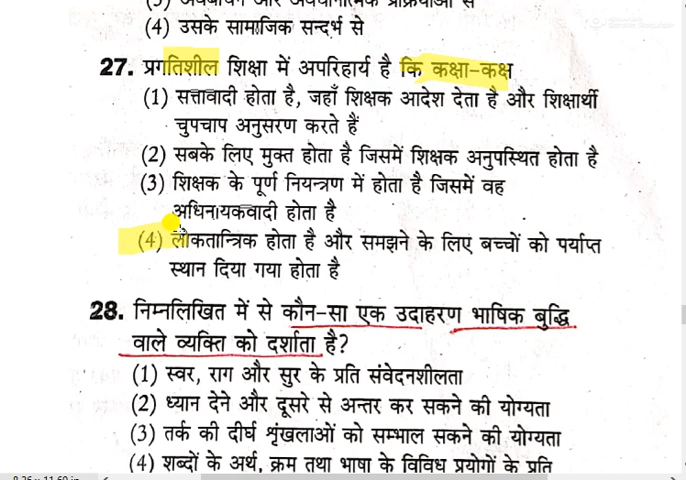 (4) उसके सामाजिक सन्दर्भ से
27. प्रगतिशील शिक्षा में अपरिहार्य है कि कक्षा-कक्ष
(1) सत्तावादी होता है, जहाँ शिक्षक आदेश देता है और शिक्षार्थी
चुपचाप अनुसरण करते हैं
(2) सबके लिए मुक्त होता है जिसमें शिक्षक अनुपस्थित होता है
(3) शिक्षक के पूर्ण नियन्त्रण में होता है जिसमें वह
अधिनायकवादी होता है
(4) लोकतान्त्रिक होता है और समझने के लिए बच्चों को पर्याप्त
स्थान दिया गया होता है
28. निम्नलिखित में से कौन-सा एक उदाहरण भाषिक बुद्धि
वाले व्यक्ति को दर्शाता है?
(1) स्वर, राग और सुर के प्रति संवेदनशीलता
(2) ध्यान देने और दूसरे से अन्तर कर सकने की योग्यता
(3) तर्क की दीर्घ शृंखलाओं को सम्भाल सकने की योग्यता
(4) शब्दों के अर्थ, क्रम तथा भाषा के विविध प्रयोगों के प्रति